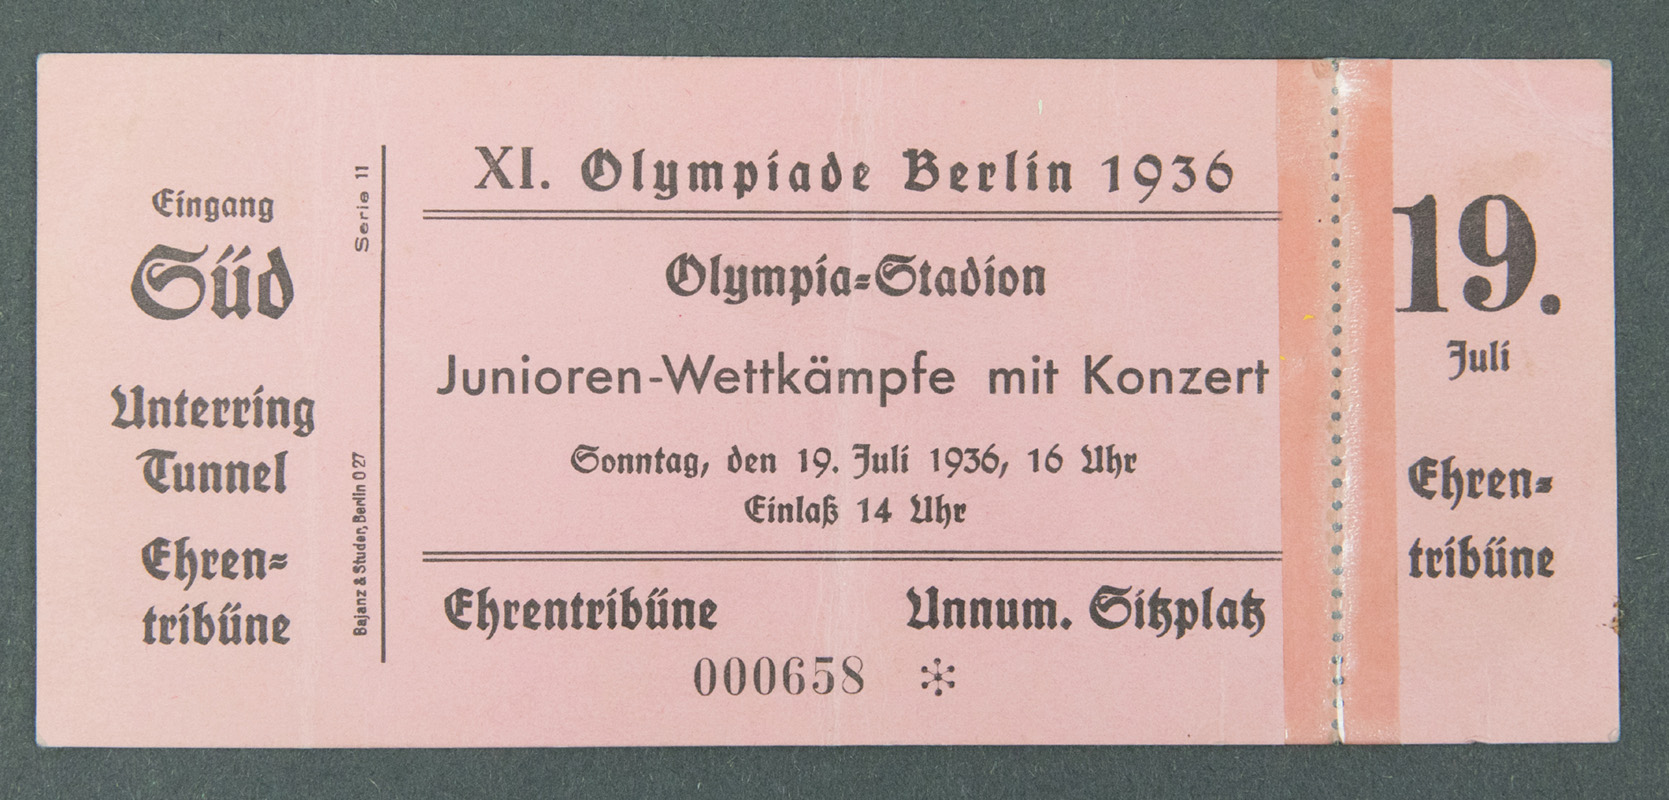 Eingang
Süd
Unterring
Tunnel
Ehren=
tribüne
Serie 11
Bajanz & Studer, Berlin O 27
XI. Olympiade Berlin 1936
Olympia=Stadion
Junioren-Wettkämpfe mit Konzert
Sonntag, den 19. Juli 1936, 16 Uhr
Einlaß 14 Uhr
Ehrentribüne Unnum. Sitzplatz
000658 *
19.
Juli
Ehren=
tribüne